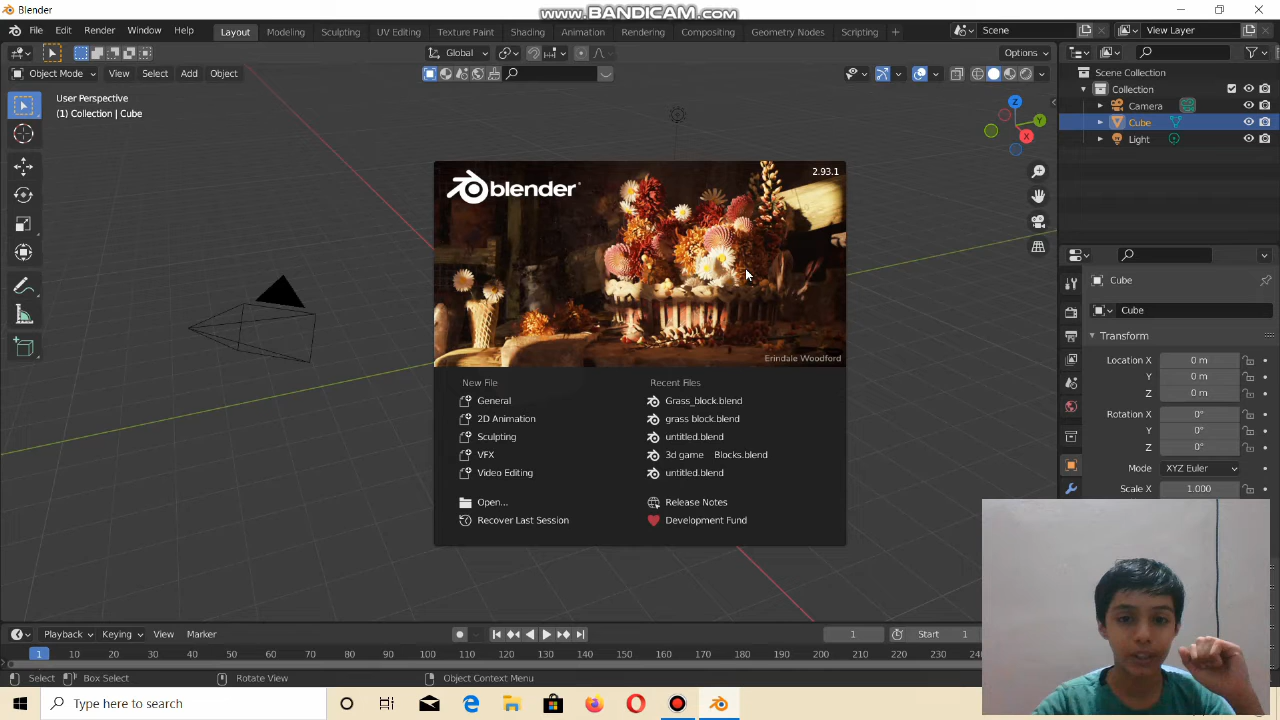 Blender
www.BANDICAM.com
File Edit Render Window Help Layout Modeling Sculpting UV Editing Texture Paint Shading Animation Rendering Compositing Geometry Nodes Scripting + Scene View Layer
Global Options
Object Mode View Select Add Object
User Perspective
(1) Collection | Cube
Scene Collection
Collection
Camera
Cube
Light
Z
Y
X
blender
2.93.1
Erindale Woodford
New File
General
2D Animation
Sculpting
VFX
Video Editing
Open...
Recover Last Session
Recent Files
Grass_block.blend
grass block.blend
untitled.blend
3d game Blocks.blend
untitled.blend
Release Notes
Development Fund
Cube
Cube
Transform
Location X 0 m
Y 0 m
Z 0 m
Rotation X 0°
Y 0°
Z 0°
Mode XYZ Euler
Scale X 1.000
Playback Keying View Marker 1 Start 1
1 10 20 30 40 50 60 70 80 90 100 110 120 130 140 150 160 170 180 190 200 210 220 230
Select Box Select Rotate View Object Context Menu
Type here to search